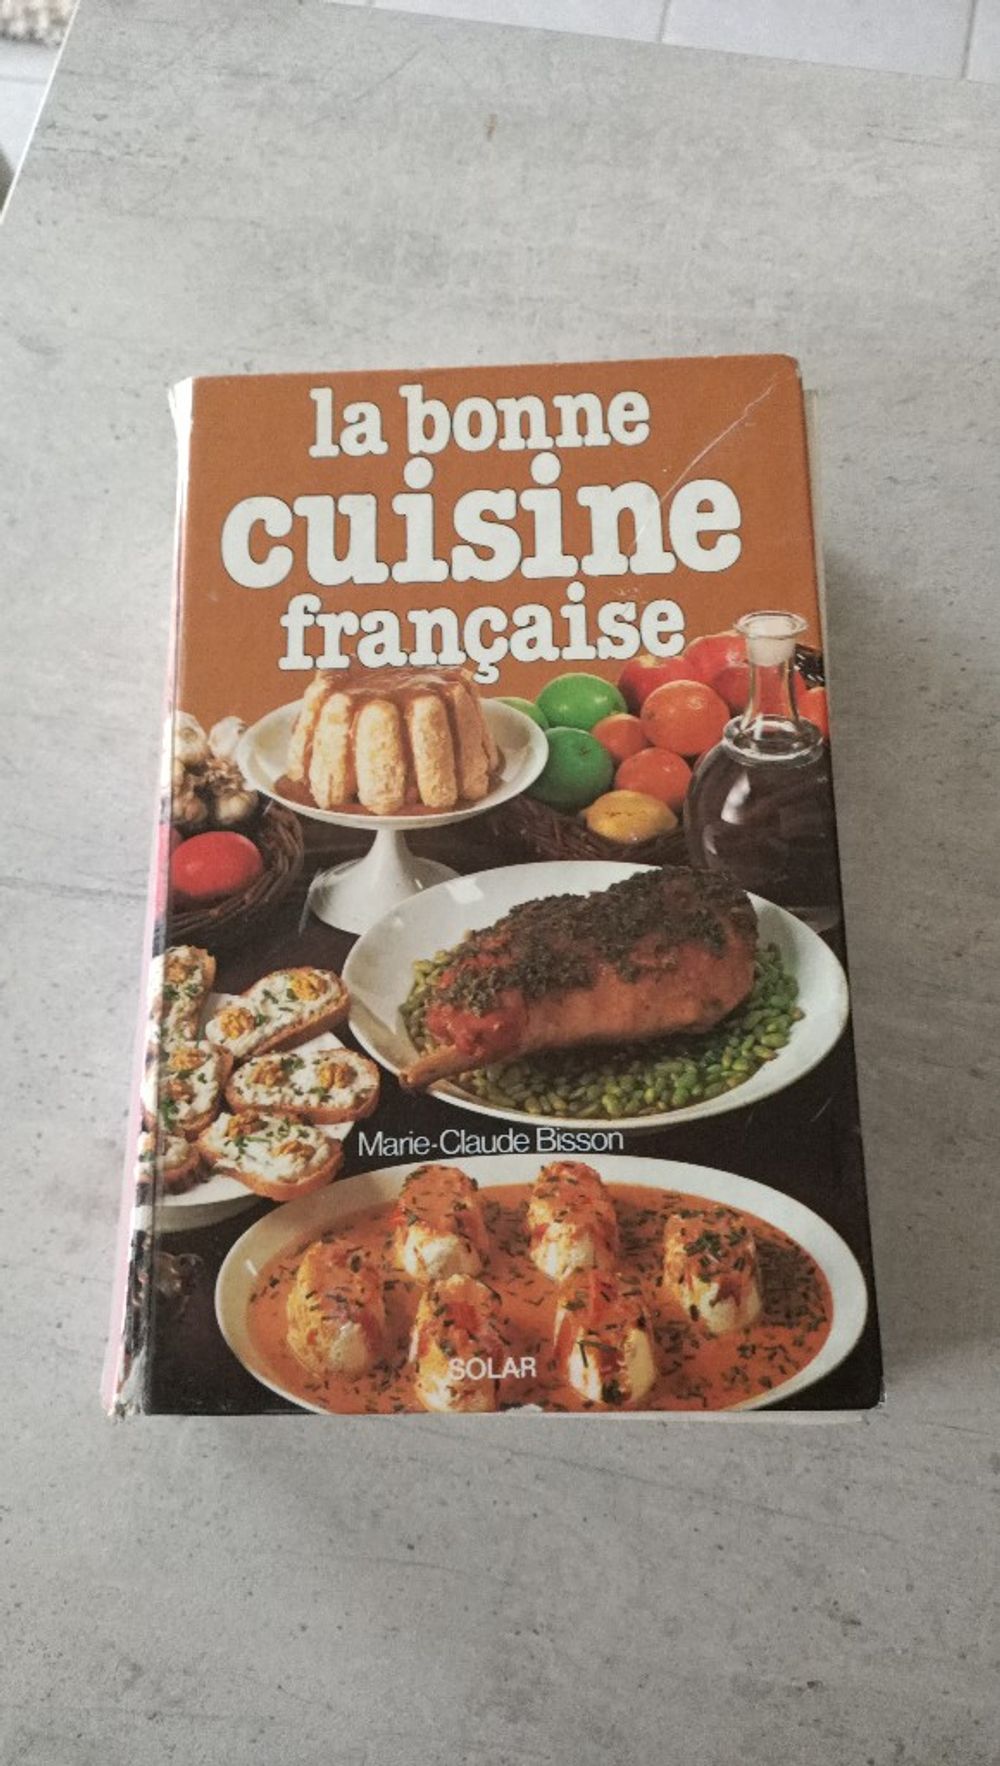 la bonne
cuisine
française
Marie-Claude Bisson
SOLAR